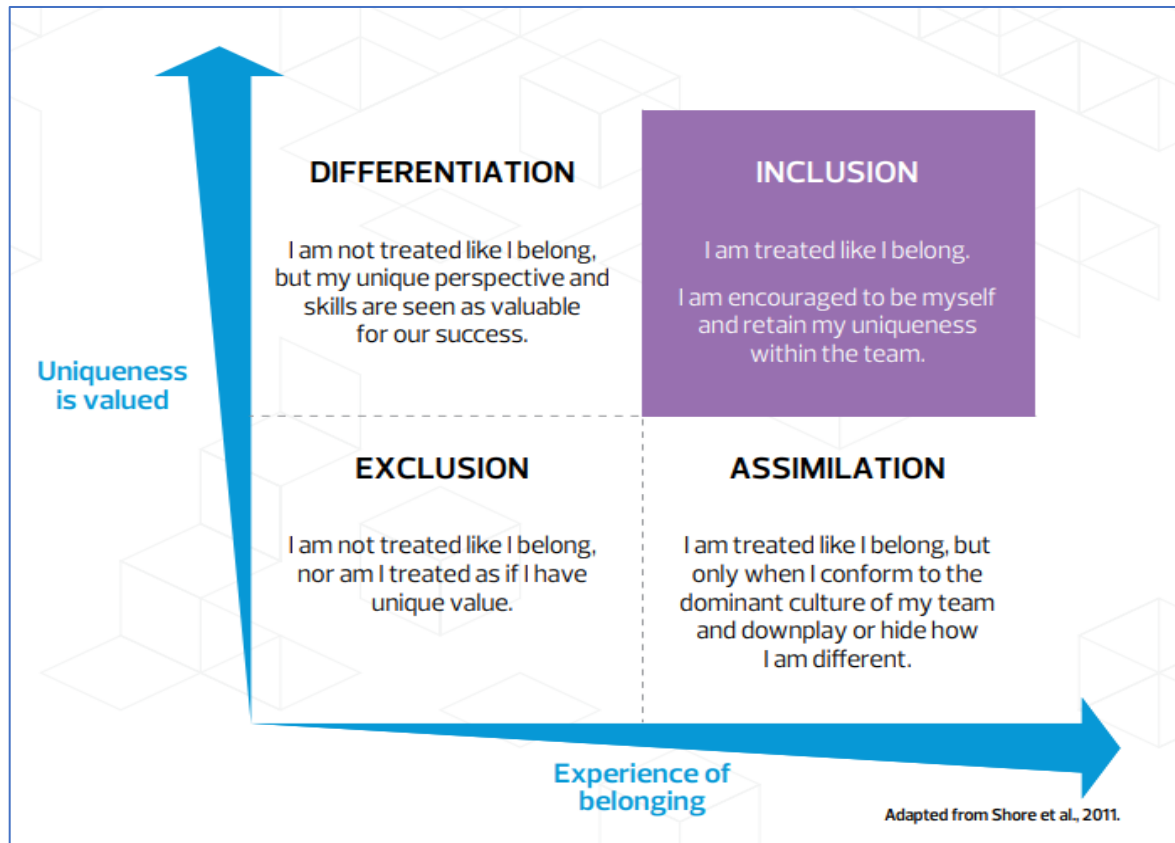 DIFFERENTIATION
I am not treated like I belong,
but my unique perspective and
skills are seen as valuable
for our success.
INCLUSION
I am treated like I belong.
I am encouraged to be myself
and retain my uniqueness
within the team.
Uniqueness
is valued
EXCLUSION
I am not treated like I belong,
nor am I treated as if I have
unique value.
ASSIMILATION
I am treated like I belong, but
only when I conform to the
dominant culture of my team
and downplay or hide how
I am different.
Experience of
belonging
Adapted from Shore et al., 2011.